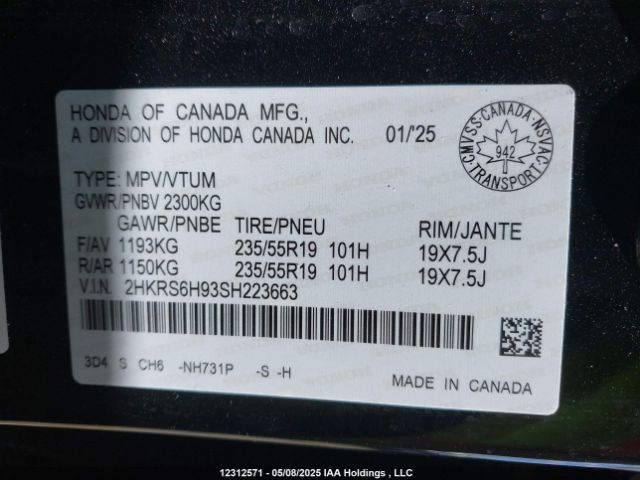 HONDA OF CANADA MFG.,
A DIVISION OF HONDA CANADA INC. 01/'25
CMVSS·CANADA·NSVAC
942
TRANSPORT
TYPE: MPV/VTUM
GVWR/PNBV 2300KG
GAWR/PNBE TIRE/PNEU RIM/JANTE
F/AV 1193KG 235/55R19 101H 19X7.5J
R/AR 1150KG 235/55R19 101H 19X7.5J
V.I.N. 2HKRS6H93SH223663
3D4 S CH6 -NH731P -S -H
MADE IN CANADA
12312571 - 05/08/2025 IAA Holdings , LLC